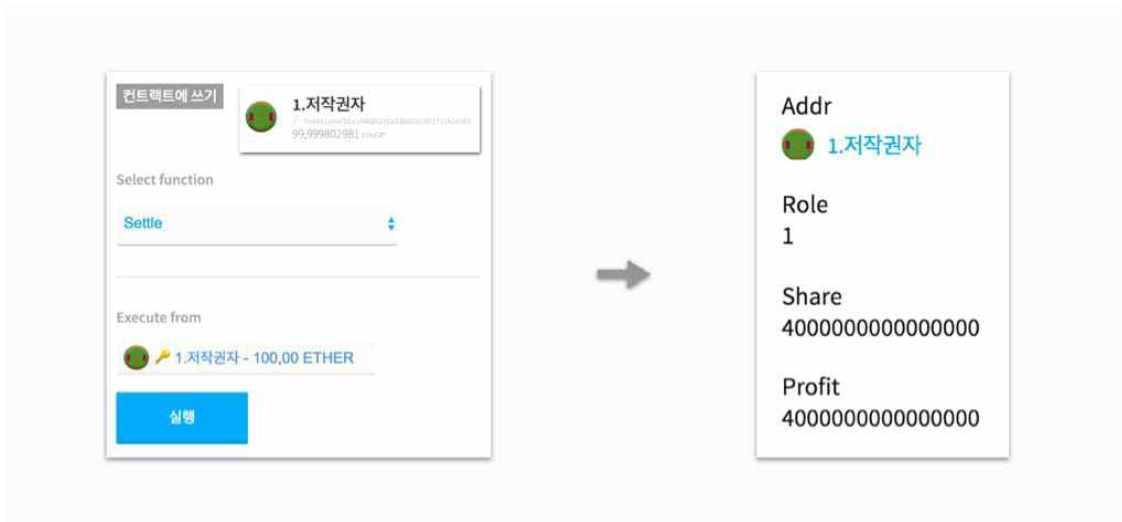 컨트랙트에 쓰기
1.저작권자
99,999802981
Select function
Settle
Execute from
1.저작권자 - 100,00 ETHER
실행
Addr
1.저작권자
Role
1
Share
4000000000000000
Profit
4000000000000000